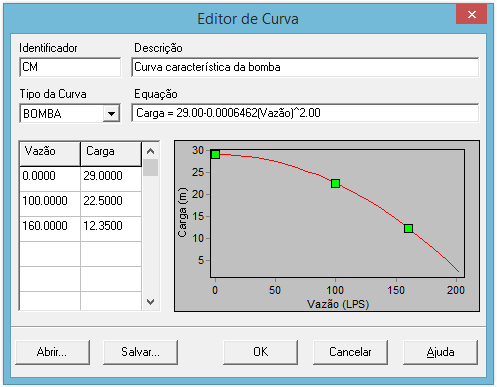 Editor de Curva
Identificador Descrição
CM Curva característica da bomba
Tipo da Curva Equação
BOMBA Carga = 29.00-0.0006462(Vazão)^2.00
Vazão Carga
0.0000 29.0000
100.0000 22.5000
160.0000 12.3500
Carga (m)
30
25
20
15
10
5
0 50 100 150 200
Vazão (LPS)
Abrir... Salvar... OK Cancelar Ajuda